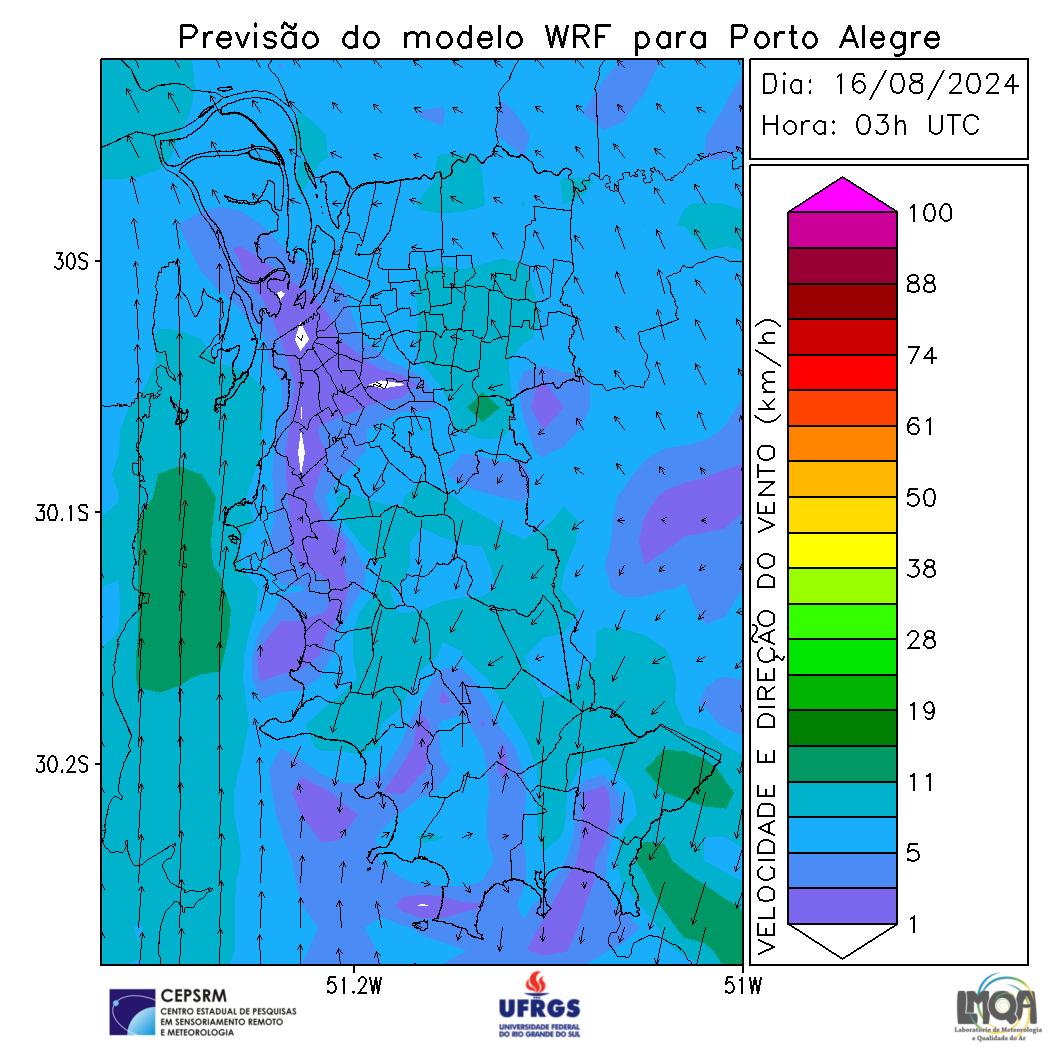 Previsão do modelo WRF para Porto Alegre
Dia: 16/08/2024
Hora: 03h UTC
30S
30.1S
30.2S
51.2W
51W
VELOCIDADE E DIREÇÃO DO VENTO (km/h)
100
88
74
61
50
38
28
19
11
5
1
CEPSRM
CENTRO ESTADUAL DE PESQUISAS
EM SENSORIAMENTO REMOTO
E METEOROLOGIA
UFRGS
UNIVERSIDADE FEDERAL
DO RIO GRANDE DO SUL
LMQA
Laboratório de Meteorologia
e Qualidade do Ar